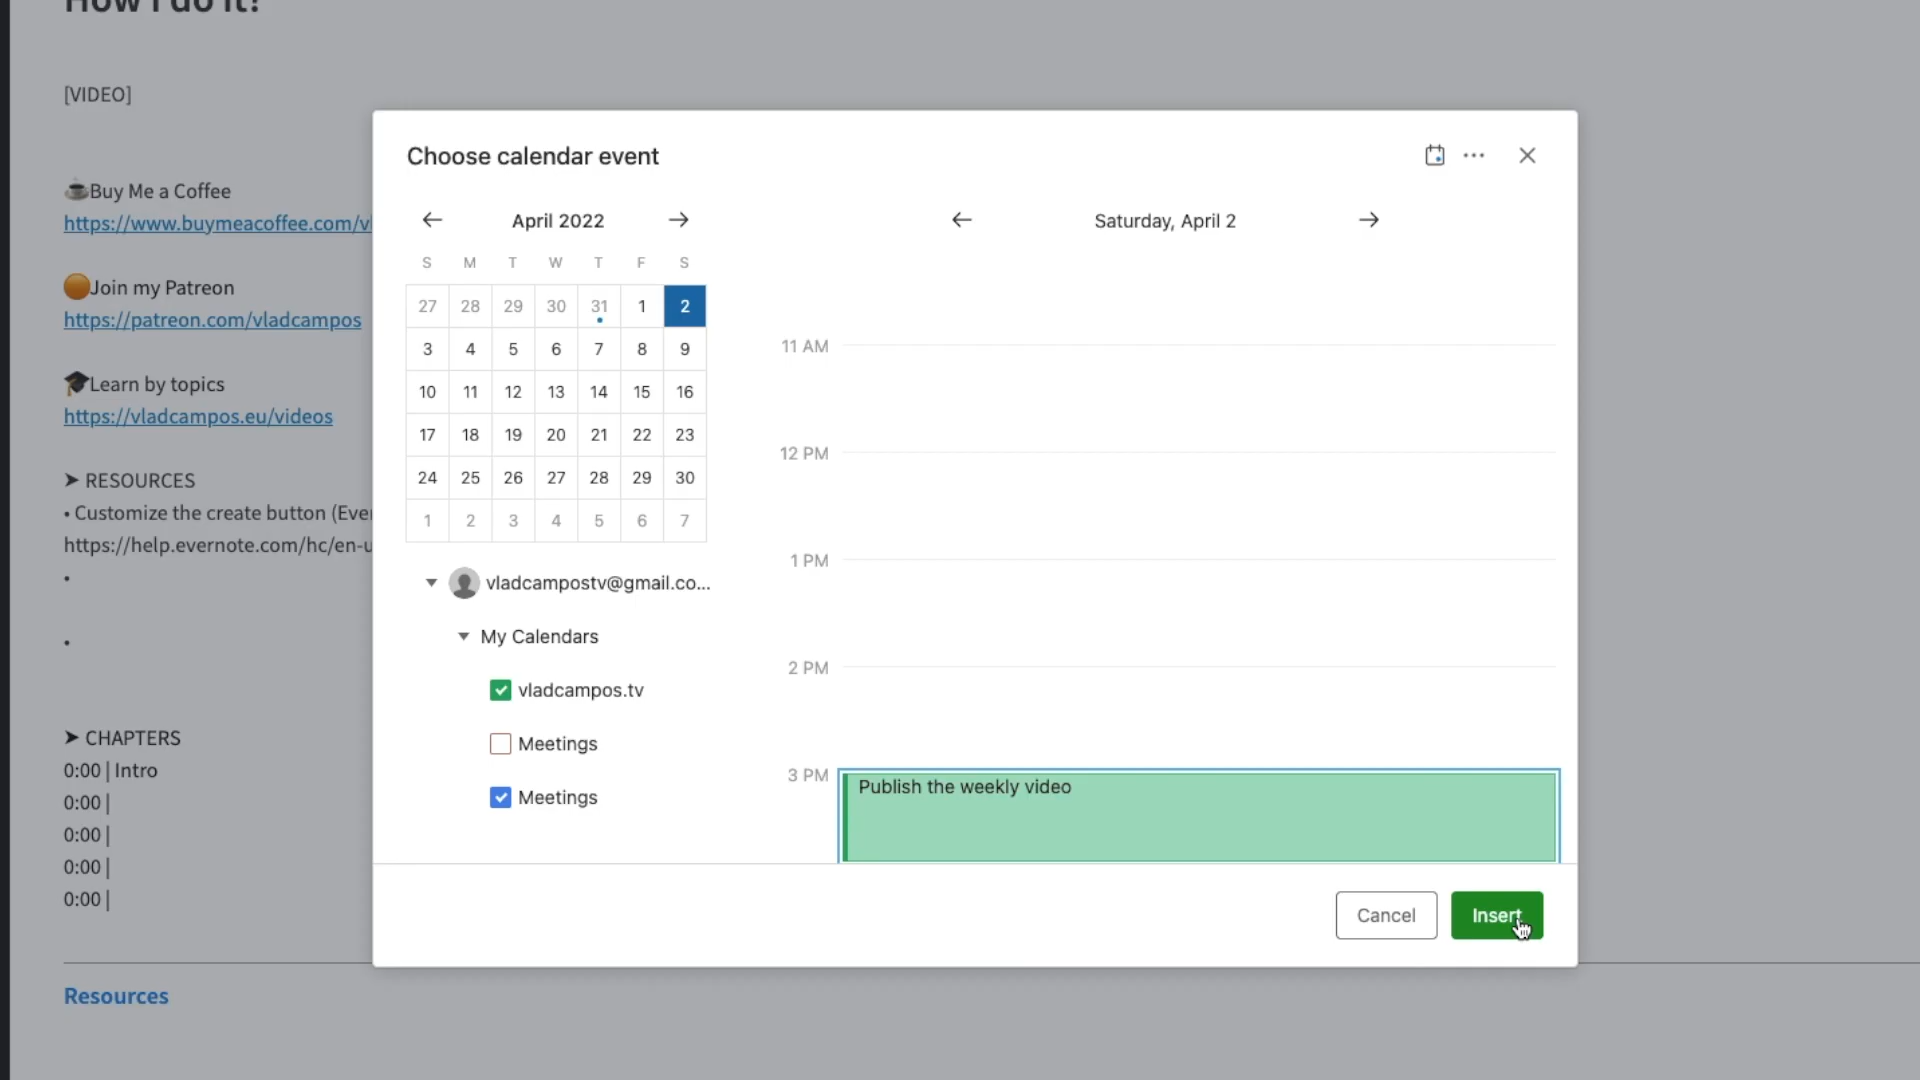 How I do it?
[VIDEO]
☕Buy Me a Coffee
https://www.buymeacoffee.com/vl
🟠Join my Patreon
https://patreon.com/vladcampos
🎓Learn by topics
https://vladcampos.eu/videos
➤ RESOURCES
• Customize the create button (Ever
https://help.evernote.com/hc/en-u
•
•
➤ CHAPTERS
0:00 | Intro
0:00 |
0:00 |
0:00 |
0:00 |
Resources
Choose calendar event
April 2022
S M T W T F S
27 28 29 30 31 1 2
3 4 5 6 7 8 9
10 11 12 13 14 15 16
17 18 19 20 21 22 23
24 25 26 27 28 29 30
1 2 3 4 5 6 7
vladcampostv@gmail.co...
My Calendars
vladcampos.tv
Meetings
Meetings
Saturday, April 2
11 AM
12 PM
1 PM
2 PM
3 PM
Publish the weekly video
Cancel
Insert